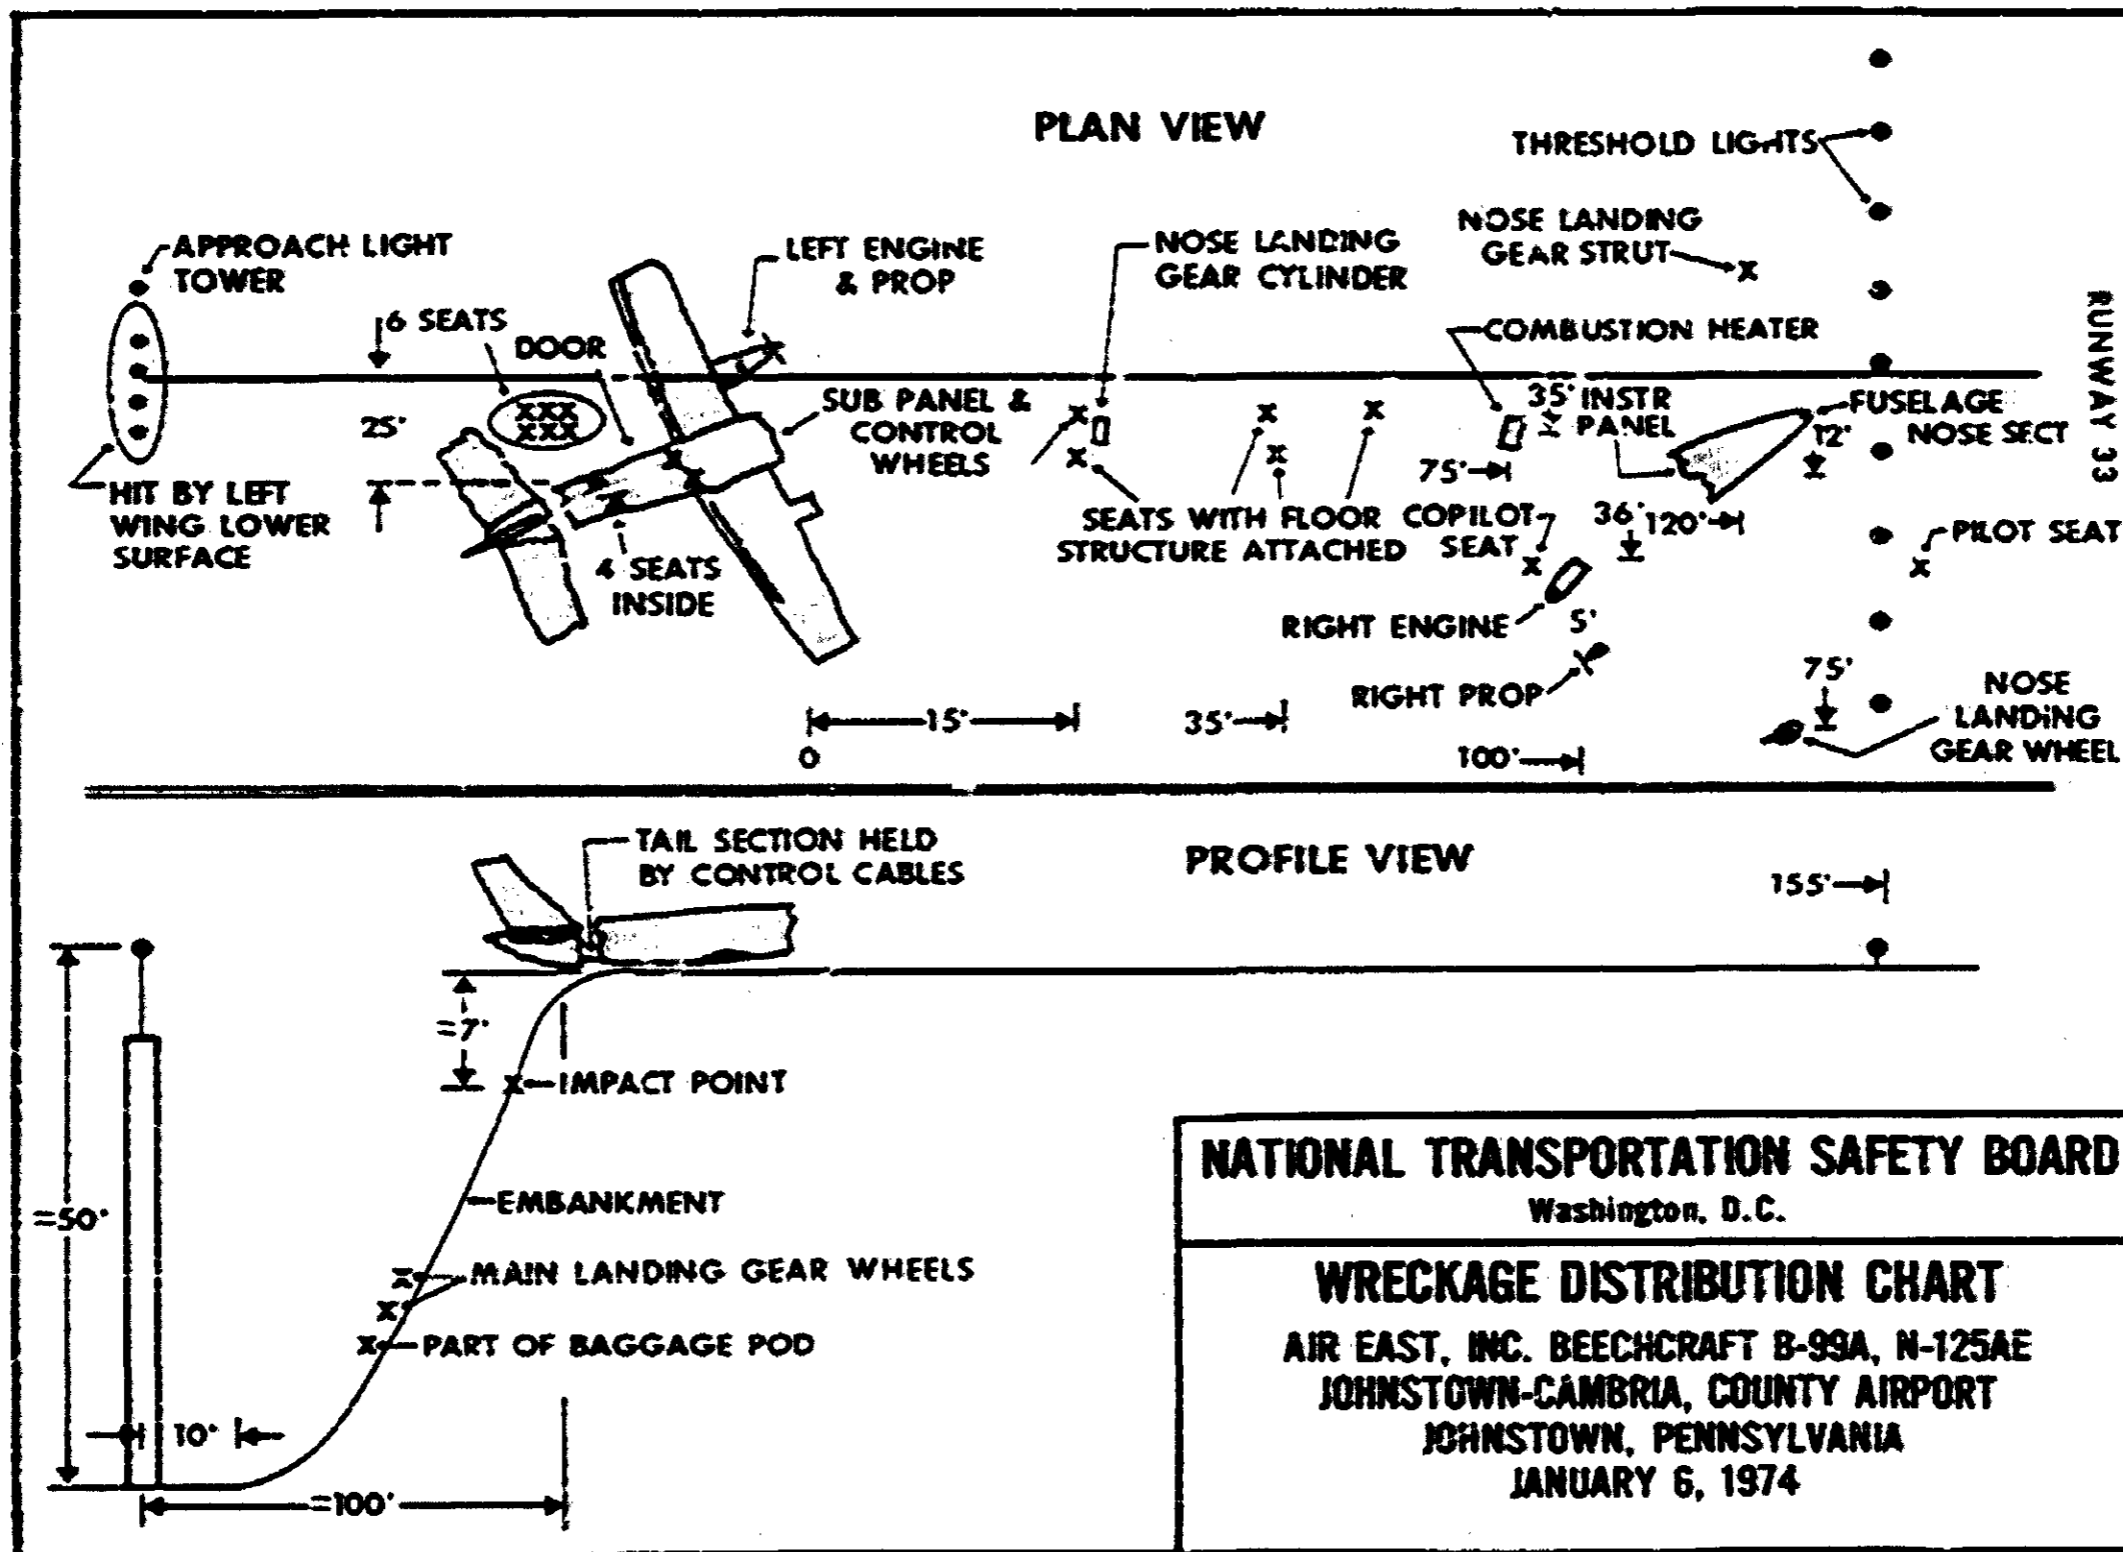 PLAN VIEW
THRESHOLD LIGHTS
APPROACH LIGHT
TOWER
LEFT ENGINE
& PROP
NOSE LANDING
GEAR CYLINDER
NOSE LANDING
GEAR STRUT
RUNWAY 33
6 SEATS
DOOR
COMBUSTION HEATER
25'
SUB PANEL &
CONTROL
WHEELS
35'
INSTR
PANEL
FUSELAGE
NOSE SECT
12'
75'
HIT BY LEFT
WING LOWER
SURFACE
4 SEATS
INSIDE
SEATS WITH FLOOR
STRUCTURE ATTACHED
COPILOT
SEAT
36'
120'
PILOT SEAT
RIGHT ENGINE
5'
RIGHT PROP
75'
NOSE
LANDING
GEAR WHEEL
15'
35'
0
100'
TAIL SECTION HELD
BY CONTROL CABLES
PROFILE VIEW
155'
=7'
IMPACT POINT
=50'
EMBANKMENT
MAIN LANDING GEAR WHEELS
PART OF BAGGAGE POD
10'
=100'
NATIONAL TRANSPORTATION SAFETY BOARD
Washington, D.C.
WRECKAGE DISTRIBUTION CHART
AIR EAST, INC. BEECHCRAFT B-99A, N-125AE
JOHNSTOWN-CAMBRIA, COUNTY AIRPORT
JOHNSTOWN, PENNSYLVANIA
JANUARY 6, 1974